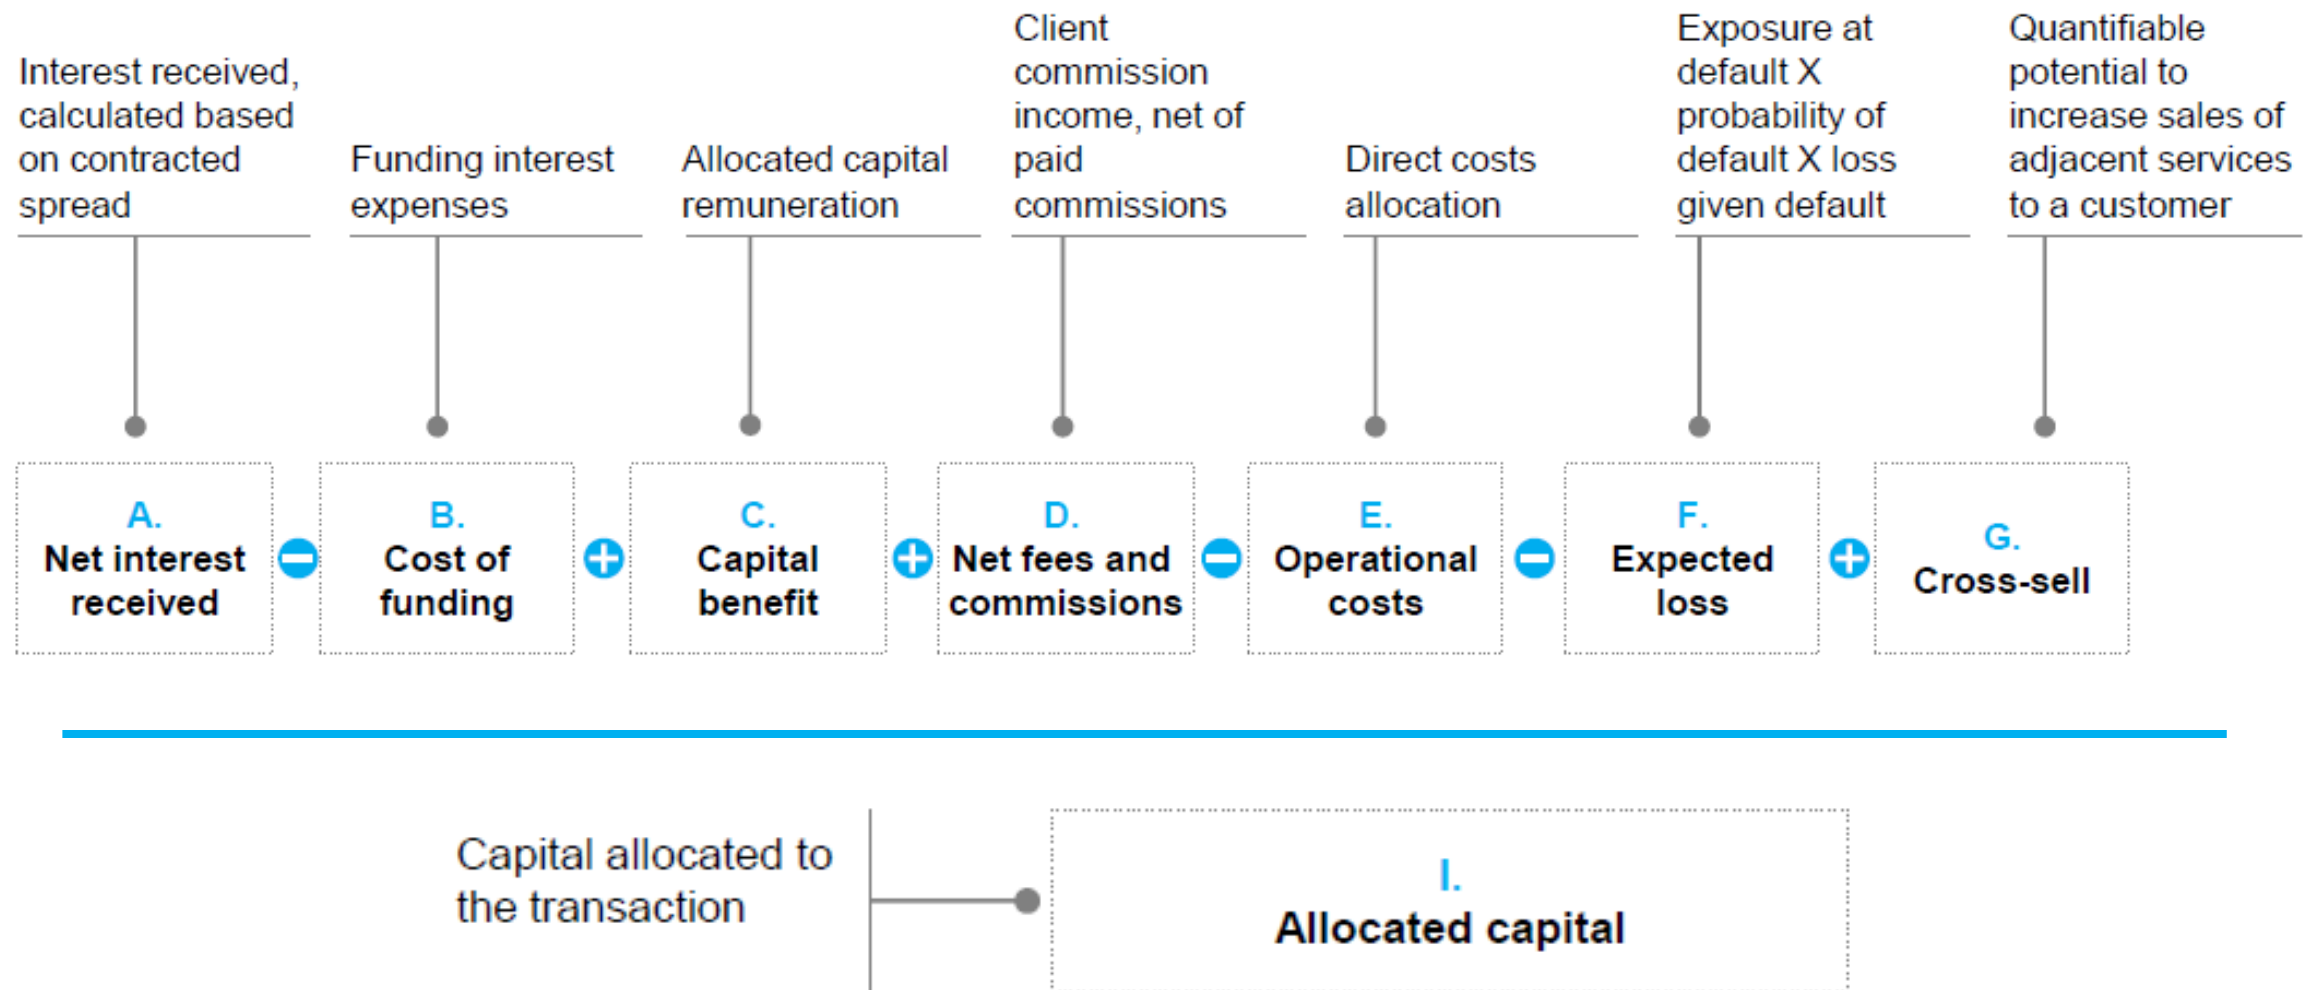 Interest received,
calculated based
on contracted
spread
Funding interest
expenses
Allocated capital
remuneration
Client
commission
income, net of
paid
commissions
Direct costs
allocation
Exposure at
default X
probability of
default X loss
given default
Quantifiable
potential to
increase sales of
adjacent services
to a customer
A.
Net interest
received
B.
Cost of
funding
C.
Capital
benefit
D.
Net fees and
commissions
E.
Operational
costs
F.
Expected
loss
G.
Cross-sell
Capital allocated to
the transaction
I.
Allocated capital